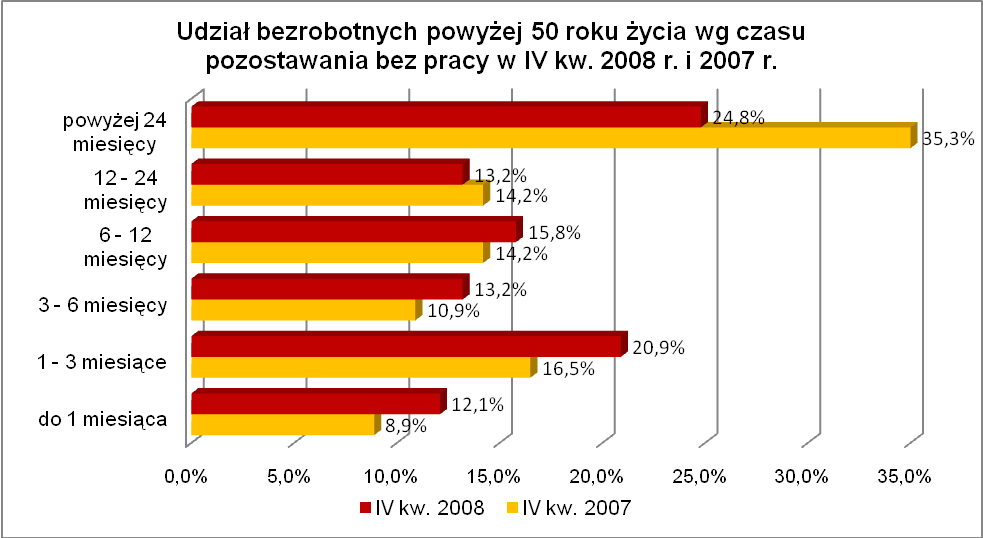 Udział bezrobotnych powyżej 50 roku życia wg czasu
pozostawania bez pracy w IV kw. 2008 r. i 2007 r.
powyżej 24
miesięcy
24,8%
35,3%
12 - 24
miesięcy
13,2%
14,2%
6 - 12
miesięcy
15,8%
14,2%
3 - 6 miesięcy
13,2%
10,9%
1 - 3 miesiące
20,9%
16,5%
do 1 miesiąca
12,1%
8,9%
0,0% 5,0% 10,0% 15,0% 20,0% 25,0% 30,0% 35,0%
IV kw. 2008 IV kw. 2007